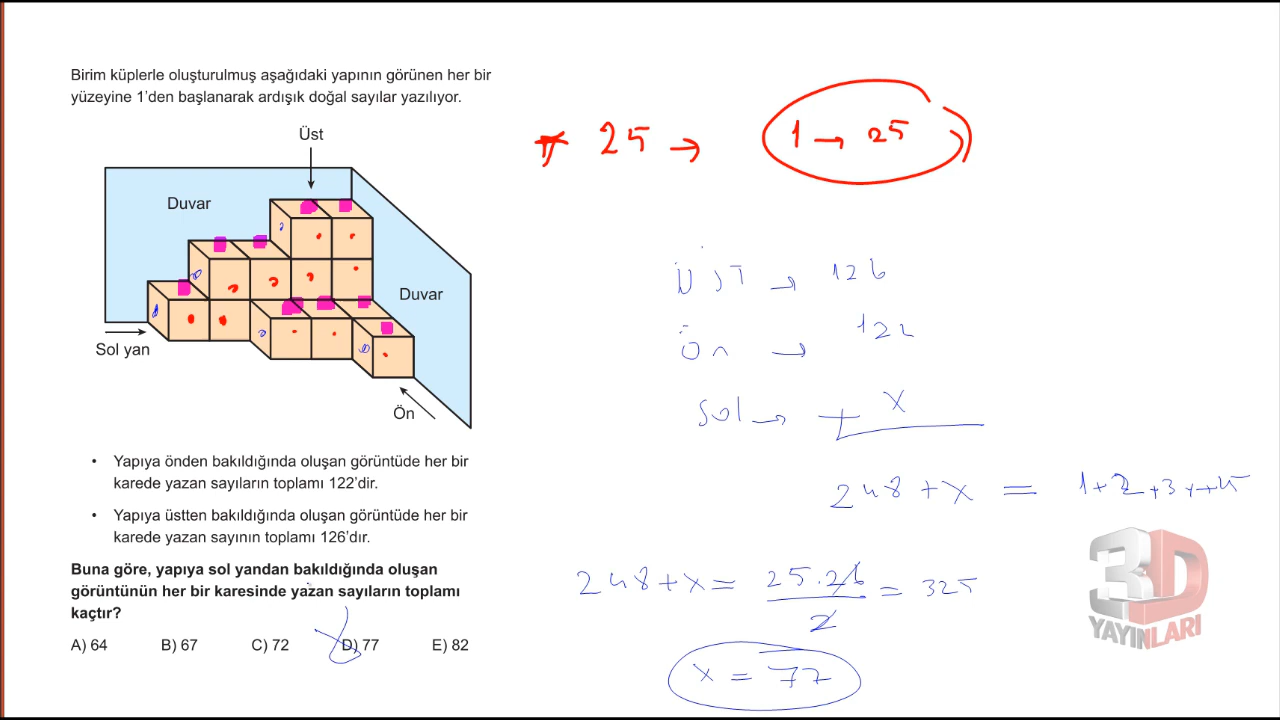 Birim küplerle oluşturulmuş aşağıdaki yapının görünen her bir
yüzeyine 1'den başlanarak ardışık doğal sayılar yazılıyor.
Üst
Duvar
Duvar
Sol yan
Ön
• Yapıya önden bakıldığında oluşan görüntüde her bir
karede yazan sayıların toplamı 122'dir.
• Yapıya üstten bakıldığında oluşan görüntüde her bir
karede yazan sayının toplamı 126'dır.
Buna göre, yapıya sol yandan bakıldığında oluşan
görüntünün her bir karesinde yazan sayıların toplamı
kaçtır?
A) 64 B) 67 C) 72 D) 77 E) 82
* 25 → 1 → 25
ÜST → 126
Ön → 122
Sol → + x
248 + x = 1+2+3+..+25
248 + x = 25.26 / 2 = 325
x = 77
3D
YAYINLARI